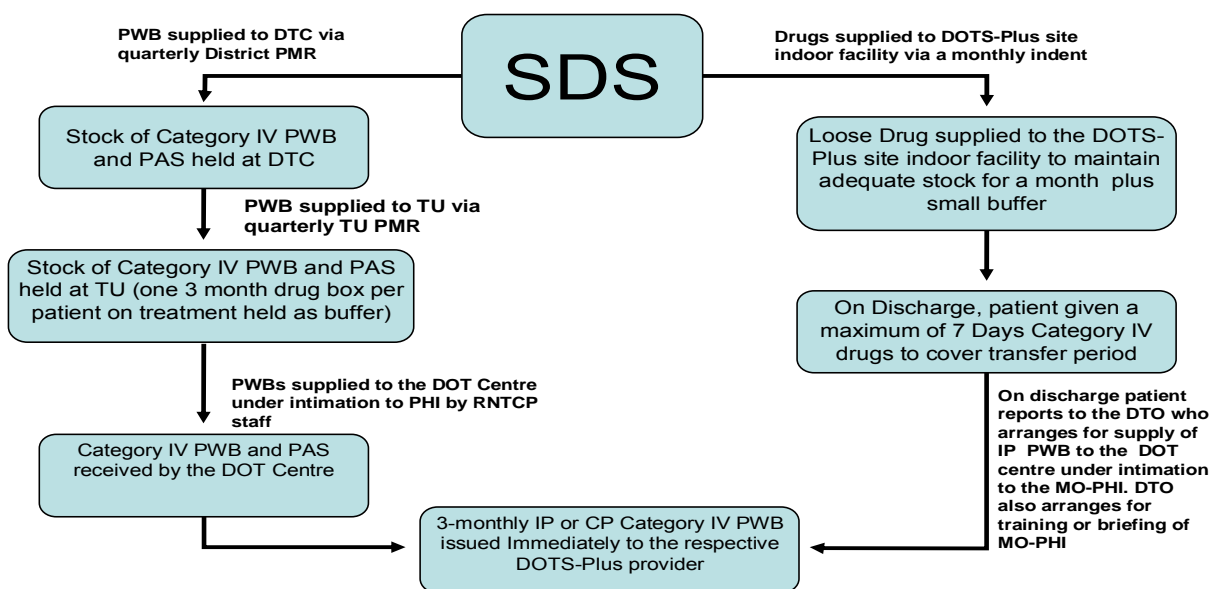 PWB supplied to DTC via
quarterly District PMR
SDS
Drugs supplied to DOTS-Plus site
indoor facility via a monthly indent
Stock of Category IV PWB
and PAS held at DTC
Loose Drug supplied to the DOTS-
Plus site indoor facility to maintain
adequate stock for a month plus
small buffer
PWB supplied to TU via
quarterly TU PMR
Stock of Category IV PWB and PAS
held at TU (one 3 month drug box per
patient on treatment held as buffer)
On Discharge, patient given a
maximum of 7 Days Category IV
drugs to cover transfer period
PWBs supplied to the DOT Centre
under intimation to PHI by RNTCP
staff
On discharge patient
reports to the DTO who
arranges for supply of
IP PWB to the DOT
centre under intimation
to the MO-PHI. DTO
also arranges for
training or briefing of
MO-PHI
Category IV PWB and PAS
received by the DOT Centre
3-monthly IP or CP Category IV PWB
issued Immediately to the respective
DOTS-Plus provider